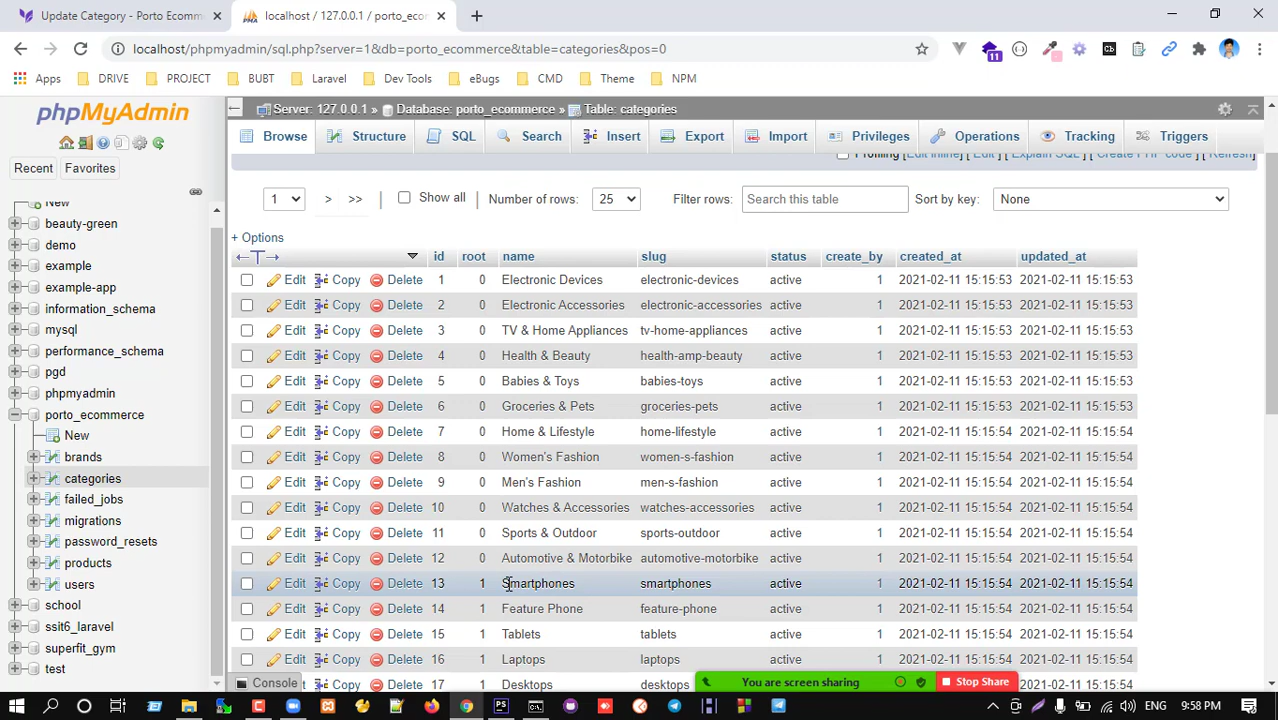 Update Category - Porto Ecomm
localhost / 127.0.0.1 / porto_eco
localhost/phpmyadmin/sql.php?server=1&db=porto_ecommerce&table=categories&pos=0
11
Cb
Apps DRIVE PROJECT BUBT Laravel Dev Tools eBugs CMD Theme NPM
phpMyAdmin
Recent Favorites
New
beauty-green
demo
example
example-app
information_schema
mysql
performance_schema
pgd
phpmyadmin
porto_ecommerce
New
brands
categories
failed_jobs
migrations
password_resets
products
users
school
ssit6_laravel
superfit_gym
test
Server: 127.0.0.1 » Database: porto_ecommerce » Table: categories
Browse Structure SQL Search Insert Export Import Privileges Operations Tracking Triggers
Profiling [Edit inline] [ Edit ] [ Explain SQL ] [ Create PHP code ] [ Refresh]
1 > >> Show all Number of rows: 25 Filter rows: Search this table Sort by key: None
+ Options
←T→ id root name slug status create_by created_at updated_at
Edit Copy Delete 1 0 Electronic Devices electronic-devices active 1 2021-02-11 15:15:53 2021-02-11 15:15:53
Edit Copy Delete 2 0 Electronic Accessories electronic-accessories active 1 2021-02-11 15:15:53 2021-02-11 15:15:53
Edit Copy Delete 3 0 TV & Home Appliances tv-home-appliances active 1 2021-02-11 15:15:53 2021-02-11 15:15:53
Edit Copy Delete 4 0 Health & Beauty health-amp-beauty active 1 2021-02-11 15:15:53 2021-02-11 15:15:53
Edit Copy Delete 5 0 Babies & Toys babies-toys active 1 2021-02-11 15:15:53 2021-02-11 15:15:53
Edit Copy Delete 6 0 Groceries & Pets groceries-pets active 1 2021-02-11 15:15:53 2021-02-11 15:15:53
Edit Copy Delete 7 0 Home & Lifestyle home-lifestyle active 1 2021-02-11 15:15:54 2021-02-11 15:15:54
Edit Copy Delete 8 0 Women's Fashion women-s-fashion active 1 2021-02-11 15:15:54 2021-02-11 15:15:54
Edit Copy Delete 9 0 Men's Fashion men-s-fashion active 1 2021-02-11 15:15:54 2021-02-11 15:15:54
Edit Copy Delete 10 0 Watches & Accessories watches-accessories active 1 2021-02-11 15:15:54 2021-02-11 15:15:54
Edit Copy Delete 11 0 Sports & Outdoor sports-outdoor active 1 2021-02-11 15:15:54 2021-02-11 15:15:54
Edit Copy Delete 12 0 Automotive & Motorbike automotive-motorbike active 1 2021-02-11 15:15:54 2021-02-11 15:15:54
Edit Copy Delete 13 1 Smartphones smartphones active 1 2021-02-11 15:15:54 2021-02-11 15:15:54
Edit Copy Delete 14 1 Feature Phone feature-phone active 1 2021-02-11 15:15:54 2021-02-11 15:15:54
Edit Copy Delete 15 1 Tablets tablets active 1 2021-02-11 15:15:54 2021-02-11 15:15:54
Edit Copy Delete 16 1 Laptops laptops active 1 2021-02-11 15:15:54 2021-02-11 15:15:54
Edit Copy Delete 17 1 Desktops desktops
Console
You are screen sharing Stop Share
9:58 PM